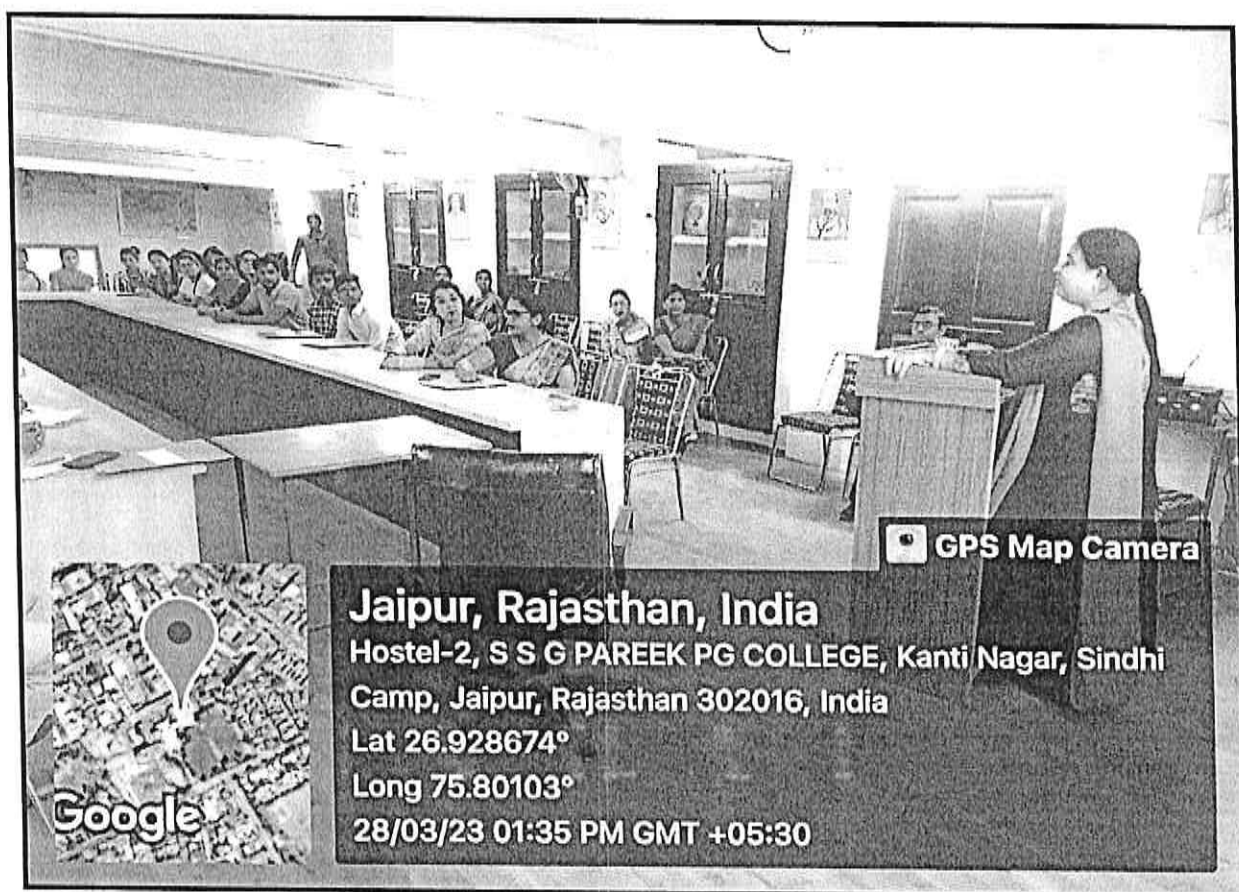 GPS Map Camera
Jaipur, Rajasthan, India
Hostel-2, S S G PAREEK PG COLLEGE, Kanti Nagar, Sindhi
Camp, Jaipur, Rajasthan 302016, India
Lat 26.928674°
Long 75.80103°
28/03/23 01:35 PM GMT +05:30
Google